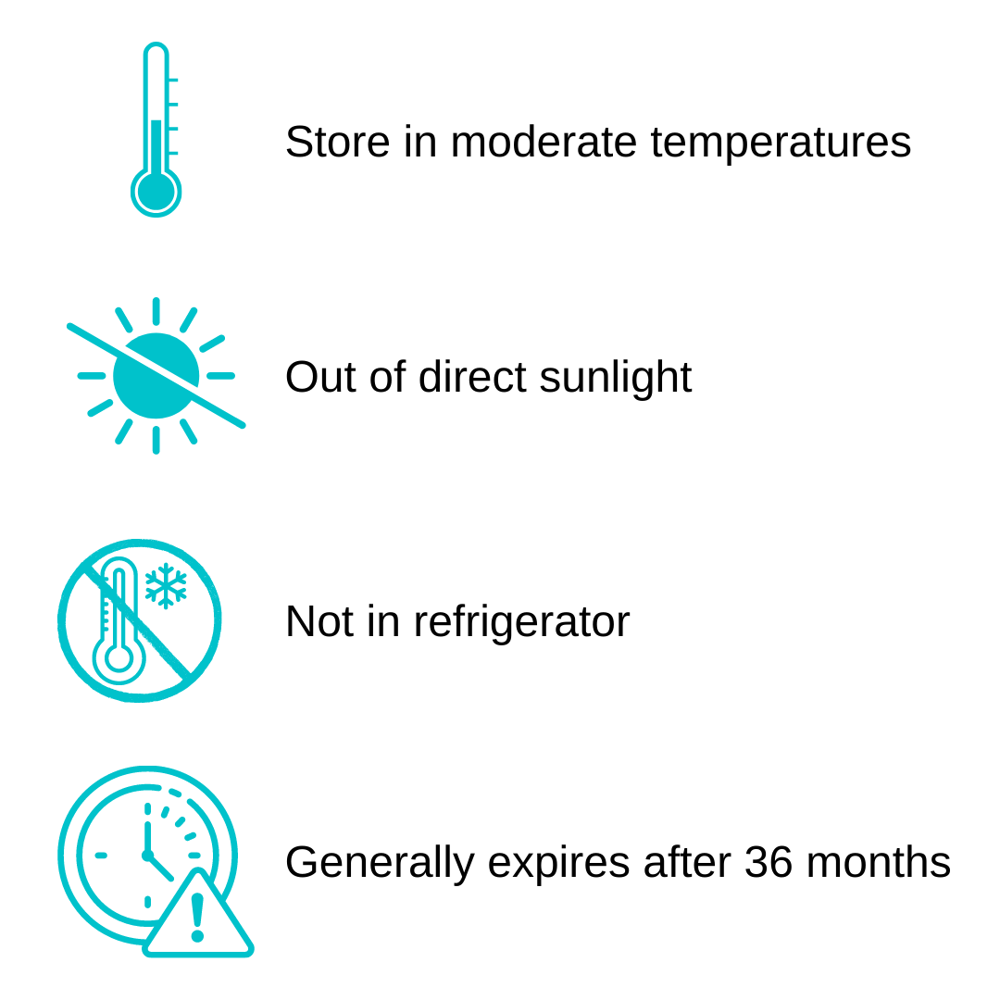 Store in moderate temperatures
Out of direct sunlight
Not in refrigerator
Generally expires after 36 months